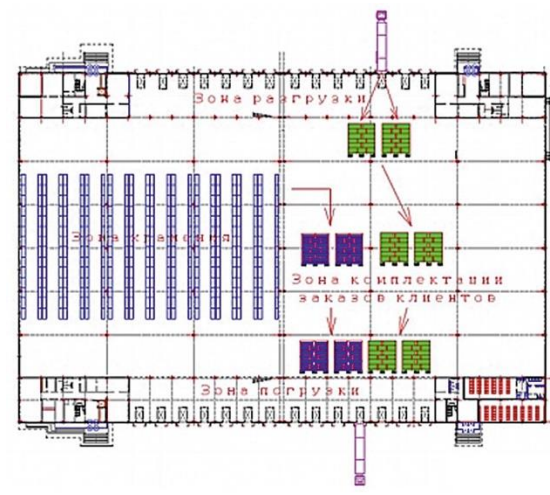 Зона разгрузки
Зона хранения
Зона комплектации
заказов клиентов
Зона погрузки